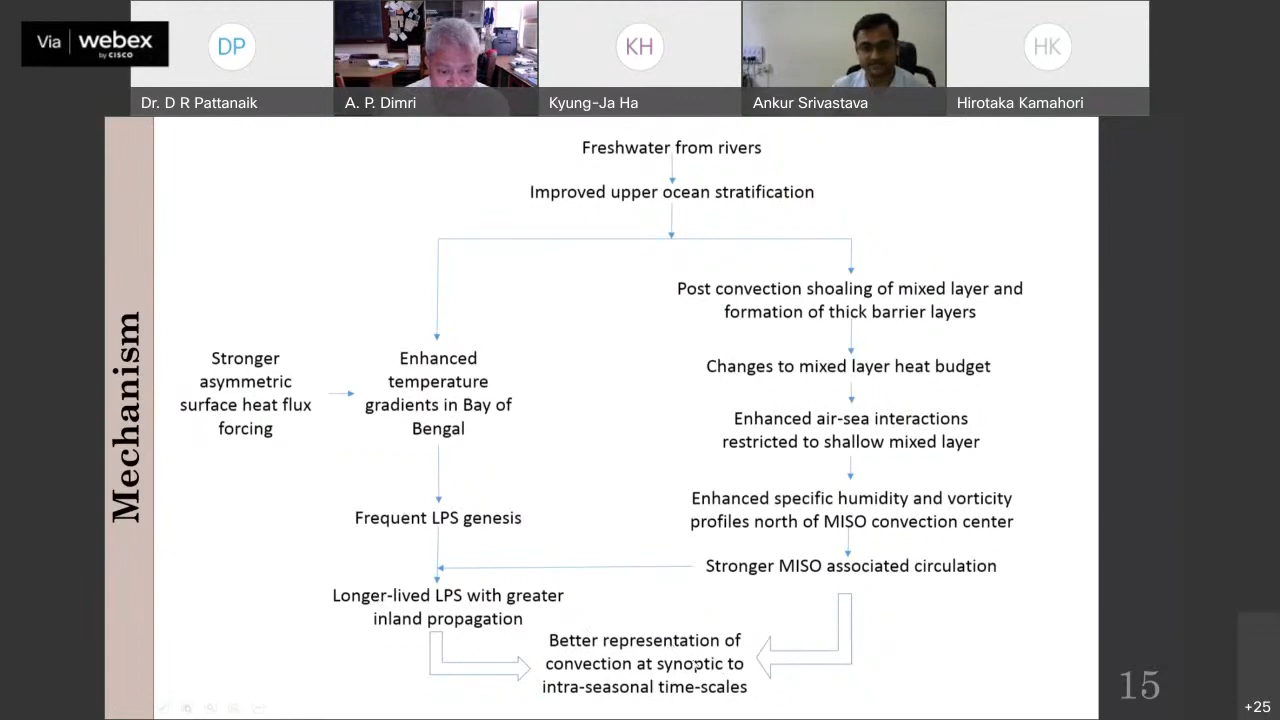 Via webex
by CISCO
DP
KH
HK
Dr. D R Pattanaik
A. P. Dimri
Kyung-Ja Ha
Ankur Srivastava
Hirotaka Kamahori
Mechanism
Freshwater from rivers
Improved upper ocean stratification
Post convection shoaling of mixed layer and
formation of thick barrier layers
Stronger
asymmetric
surface heat flux
forcing
Enhanced
temperature
gradients in Bay of
Bengal
Changes to mixed layer heat budget
Enhanced air-sea interactions
restricted to shallow mixed layer
Enhanced specific humidity and vorticity
profiles north of MISO convection center
Frequent LPS genesis
Stronger MISO associated circulation
Longer-lived LPS with greater
inland propagation
Better representation of
convection at synoptic to
intra-seasonal time-scales
15
+25